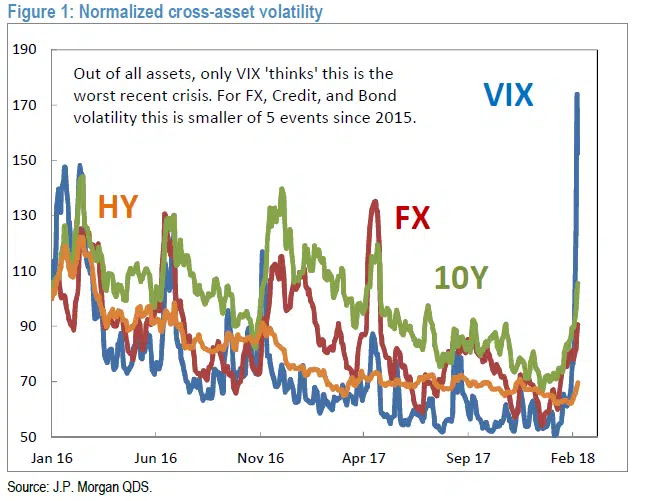 Figure 1: Normalized cross-asset volatility
190
170
150
130
110
90
70
50
Out of all assets, only VIX 'thinks' this is the
worst recent crisis. For FX, Credit, and Bond
volatility this is smaller of 5 events since 2015.
VIX
HY
FX
10Y
Jan 16 Jun 16 Nov 16 Apr 17 Sep 17 Feb 18
Source: J.P. Morgan QDS.